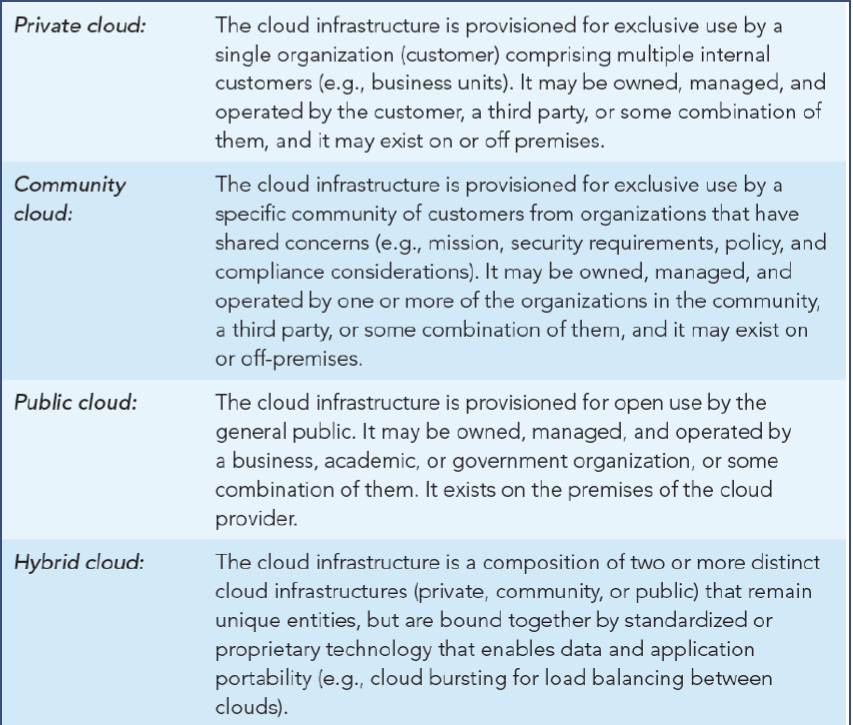 Private cloud:
The cloud infrastructure is provisioned for exclusive use by a
single organization (customer) comprising multiple internal
customers (e.g., business units). It may be owned, managed, and
operated by the customer, a third party, or some combination of
them, and it may exist on or off premises.
Community
cloud:
The cloud infrastructure is provisioned for exclusive use by a
specific community of customers from organizations that have
shared concerns (e.g., mission, security requirements, policy, and
compliance considerations). It may be owned, managed, and
operated by one or more of the organizations in the community,
a third party, or some combination of them, and it may exist on
or off-premises.
Public cloud:
The cloud infrastructure is provisioned for open use by the
general public. It may be owned, managed, and operated by
a business, academic, or government organization, or some
combination of them. It exists on the premises of the cloud
provider.
Hybrid cloud:
The cloud infrastructure is a composition of two or more distinct
cloud infrastructures (private, community, or public) that remain
unique entities, but are bound together by standardized or
proprietary technology that enables data and application
portability (e.g., cloud bursting for load balancing between
clouds).